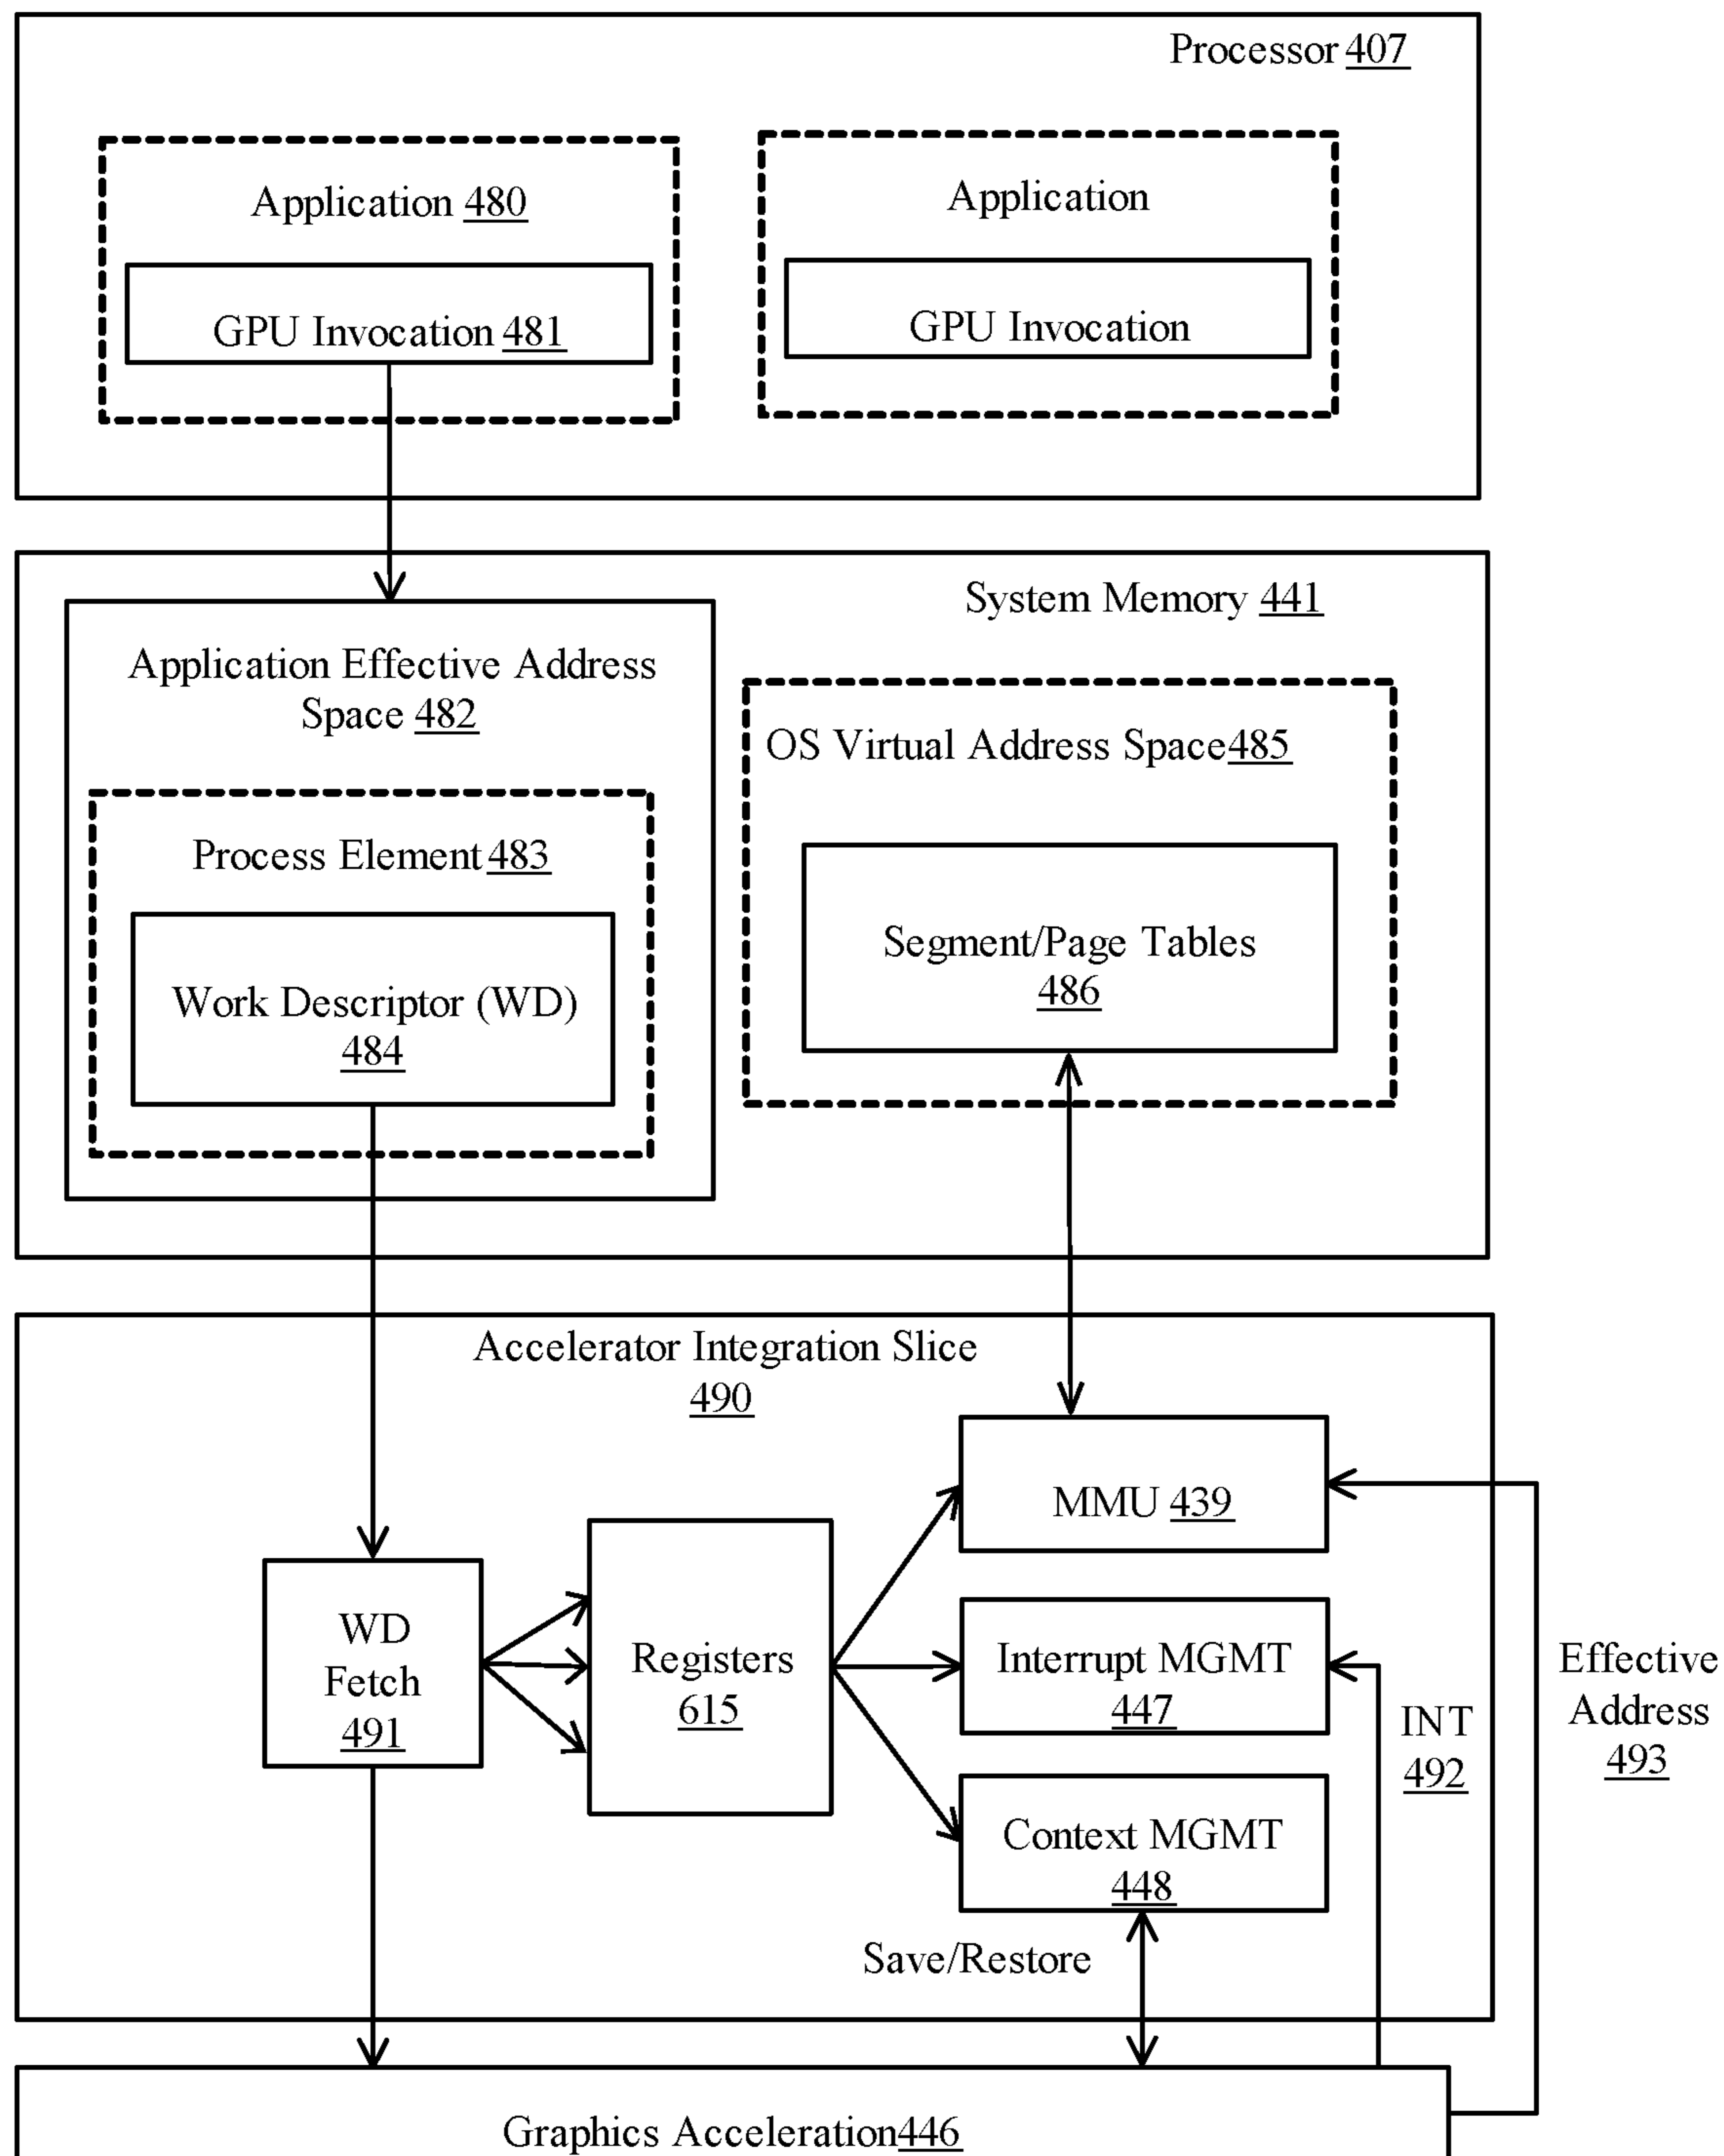 Processor 407
Application 480
GPU Invocation 481
Application
GPU Invocation
System Memory 441
Application Effective Address
Space 482
Process Element 483
Work Descriptor (WD)
484
OS Virtual Address Space485
Segment/Page Tables
486
Accelerator Integration Slice
490
WD
Fetch
491
Registers
615
MMU 439
Interrupt MGMT
447
Context MGMT
448
Save/Restore
INT
492
Effective
Address
493
Graphics Acceleration446